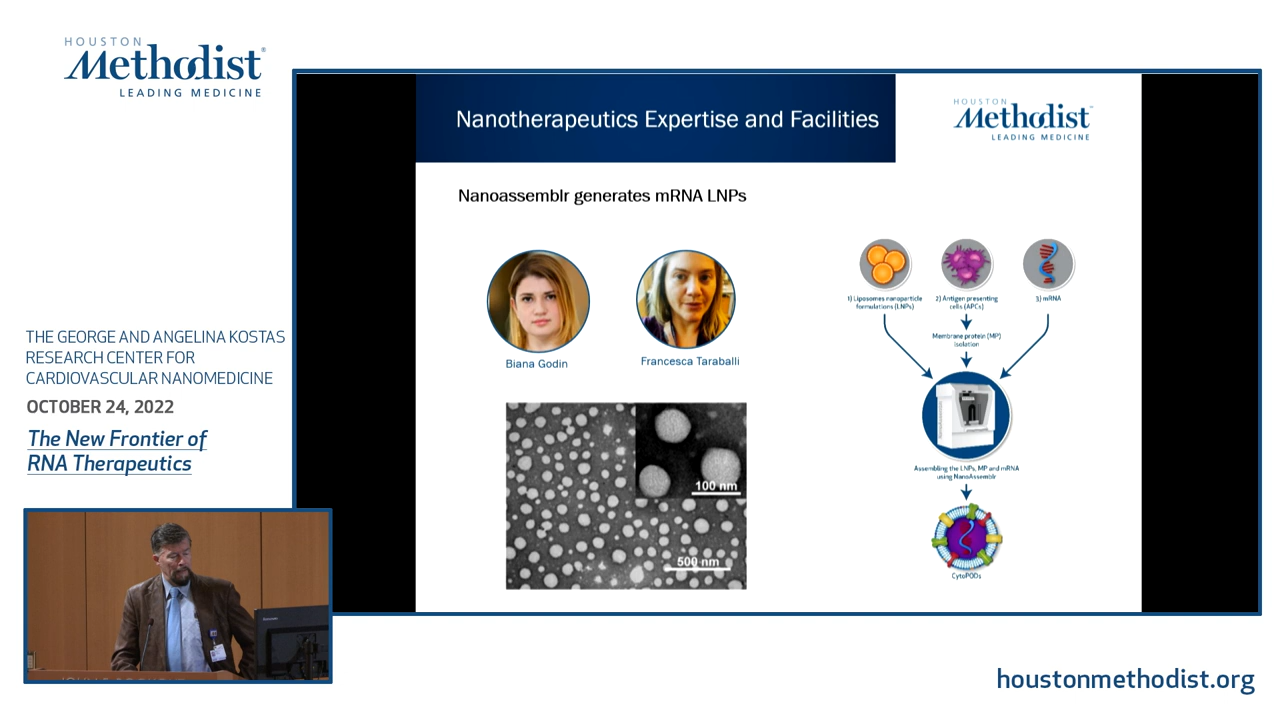 HOUSTON
Methodist
LEADING MEDICINE
THE GEORGE AND ANGELINA KOSTAS
RESEARCH CENTER FOR
CARDIOVASCULAR NANOMEDICINE
OCTOBER 24, 2022
The New Frontier of
RNA Therapeutics
Nanotherapeutics Expertise and Facilities
HOUSTON
Methodist
LEADING MEDICINE
Nanoassemblr generates mRNA LNPs
Biana Godin
Francesca Taraballi
100 nm
500 nm
1) Liposomes nanoparticle
formulations (LNPs)
2) Antigen presenting
cells (APCs)
3) mRNA
Membrane protein (MP)
isolation
Assembling the LNPs, MP and mRNA
using NanoAssemblr
CytoPODs
houstonmethodist.org